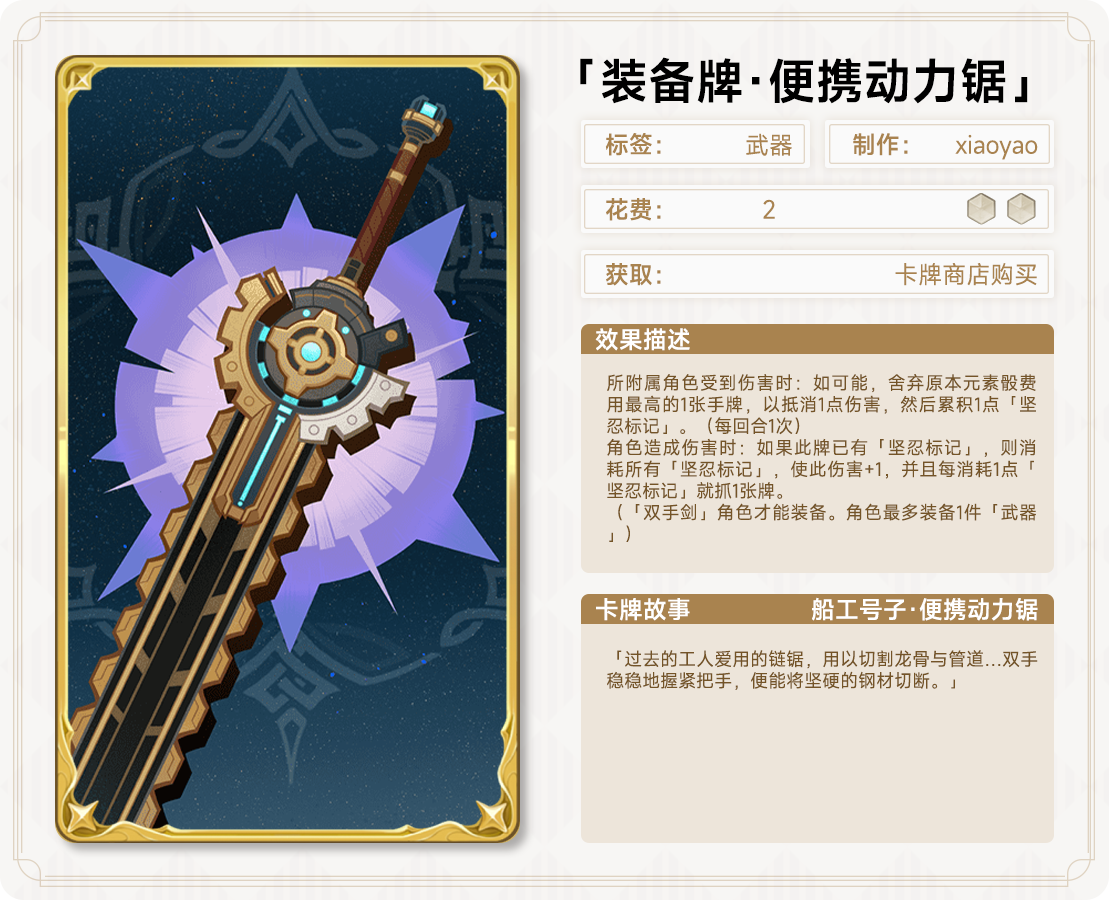 「装备牌·便携动力锯」
标签： 武器 制作： xiaoyao
花费： 2
获取： 卡牌商店购买
效果描述
所附属角色受到伤害时：如可能，舍弃原本元素骰费
用最高的1张手牌，以抵消1点伤害，然后累积1点「坚
忍标记」。（每回合1次）
角色造成伤害时：如果此牌已有「坚忍标记」，则消
耗所有「坚忍标记」，使此伤害+1，并且每消耗1点「
坚忍标记」就抓1张牌。
（「双手剑」角色才能装备。角色最多装备1件「武器
」）
卡牌故事 船工号子·便携动力锯
「过去的工人爱用的链锯，用以切割龙骨与管道...双手
稳稳地握紧把手，便能将坚硬的钢材切断。」